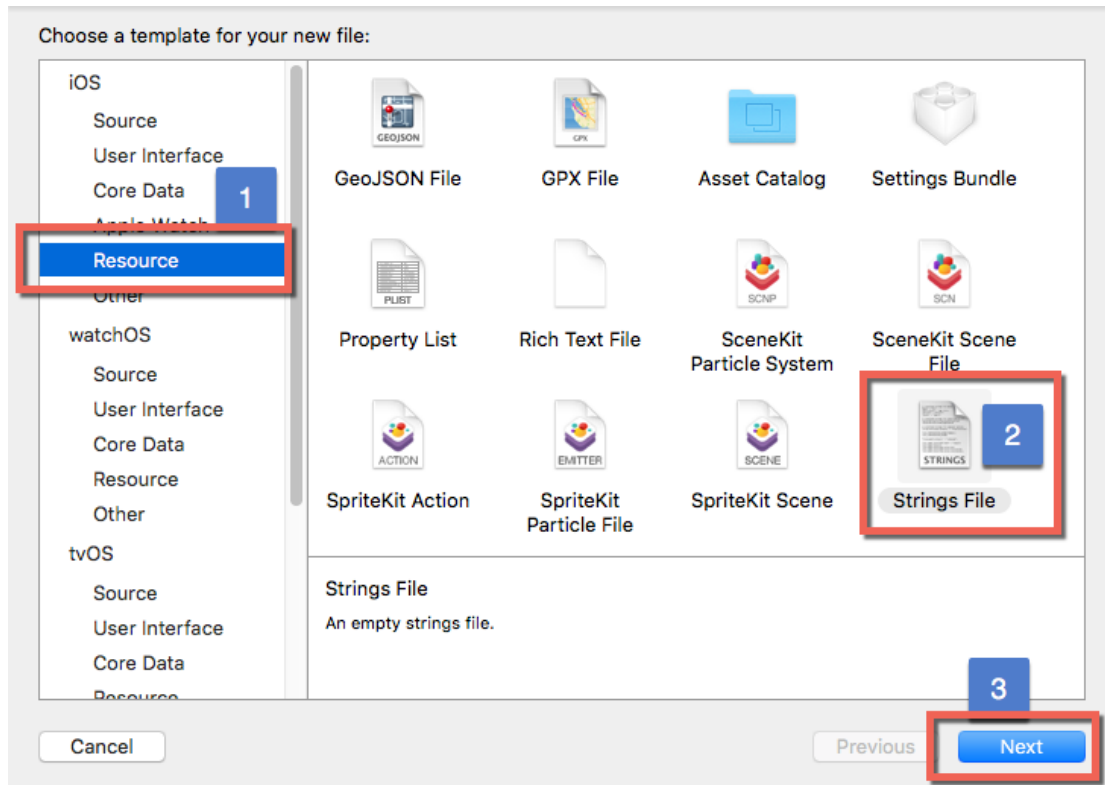 Choose a template for your new file:
iOS
Source
User Interface
Core Data
1
Apple Watch
Resource
Other
watchOS
Source
User Interface
Core Data
Resource
Other
tvOS
Source
User Interface
Core Data
Resource
GEOJSON
GPX
GeoJSON File
GPX File
Asset Catalog
Settings Bundle
PLIST
SCNP
SCN
Property List
Rich Text File
SceneKit
Particle System
SceneKit Scene
File
ACTION
EMITTER
SCENE
STRINGS
2
SpriteKit Action
SpriteKit
Particle File
SpriteKit Scene
Strings File
Strings File
An empty strings file.
3
Cancel
Previous
Next